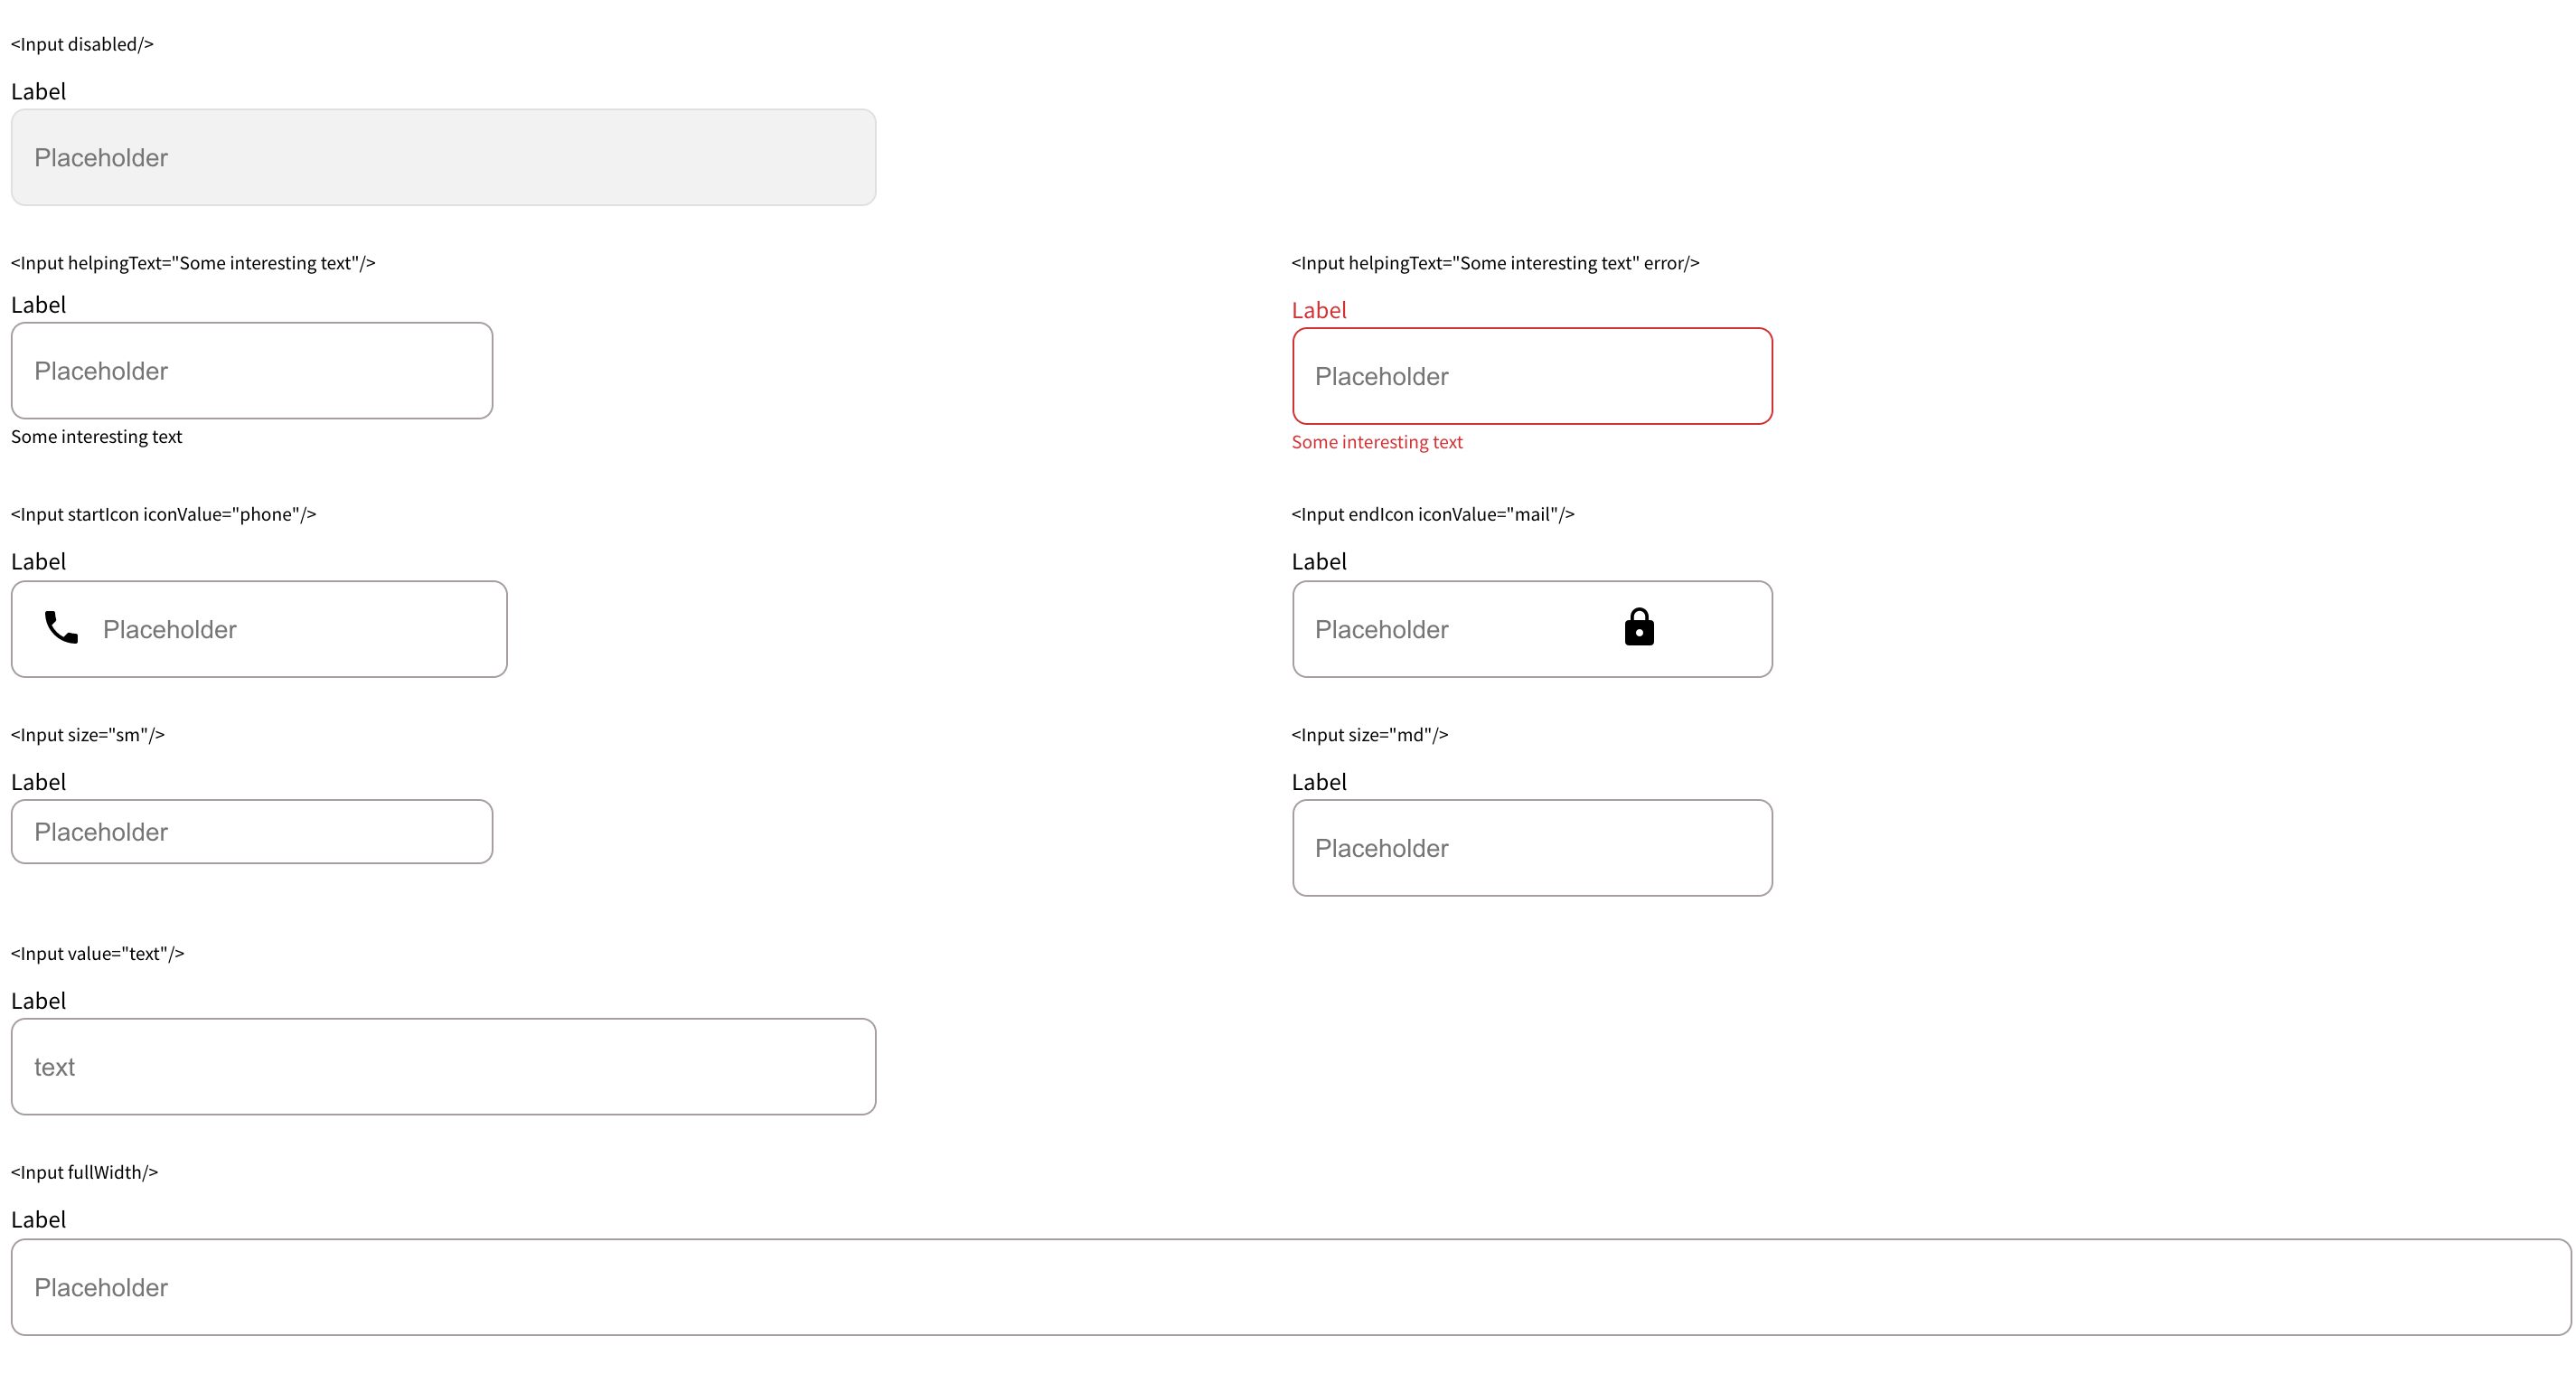 <Input disabled/>
Label
Placeholder
<Input helpingText="Some interesting text"/>
Label
Placeholder
Some interesting text
<Input helpingText="Some interesting text" error/>
Label
Placeholder
Some interesting text
<Input startIcon iconValue="phone"/>
Label
Placeholder
<Input endIcon iconValue="mail"/>
Label
Placeholder
<Input size="sm"/>
Label
Placeholder
<Input size="md"/>
Label
Placeholder
<Input value="text"/>
Label
text
<Input fullWidth/>
Label
Placeholder